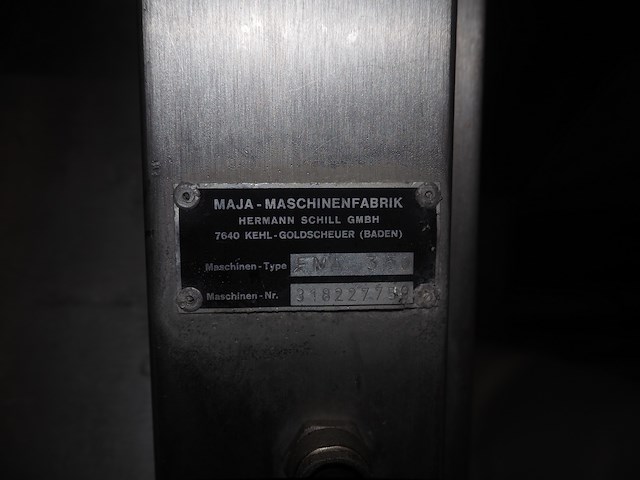 MAJA-MASCHINENFABRIK
HERMANN SCHILL GMBH
7640 KEHL-GOLDSCHEUER (BADEN)
Maschinen-Type
Maschinen-Nr.